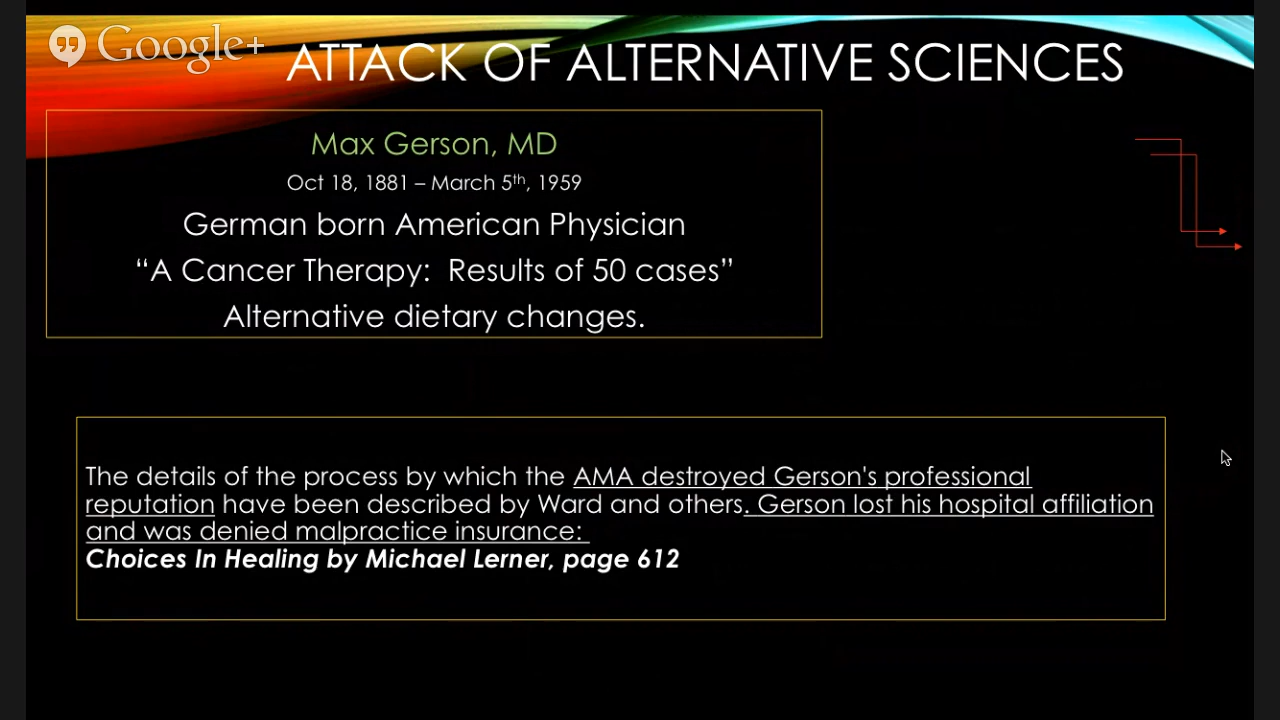 Google+
ATTACK OF ALTERNATIVE SCIENCES
Max Gerson, MD
Oct 18, 1881 – March 5th, 1959
German born American Physician
“A Cancer Therapy:  Results of 50 cases”
Alternative dietary changes.
The details of the process by which the AMA destroyed Gerson's professional
reputation have been described by Ward and others. Gerson lost his hospital affiliation
and was denied malpractice insurance:
Choices In Healing by Michael Lerner, page 612